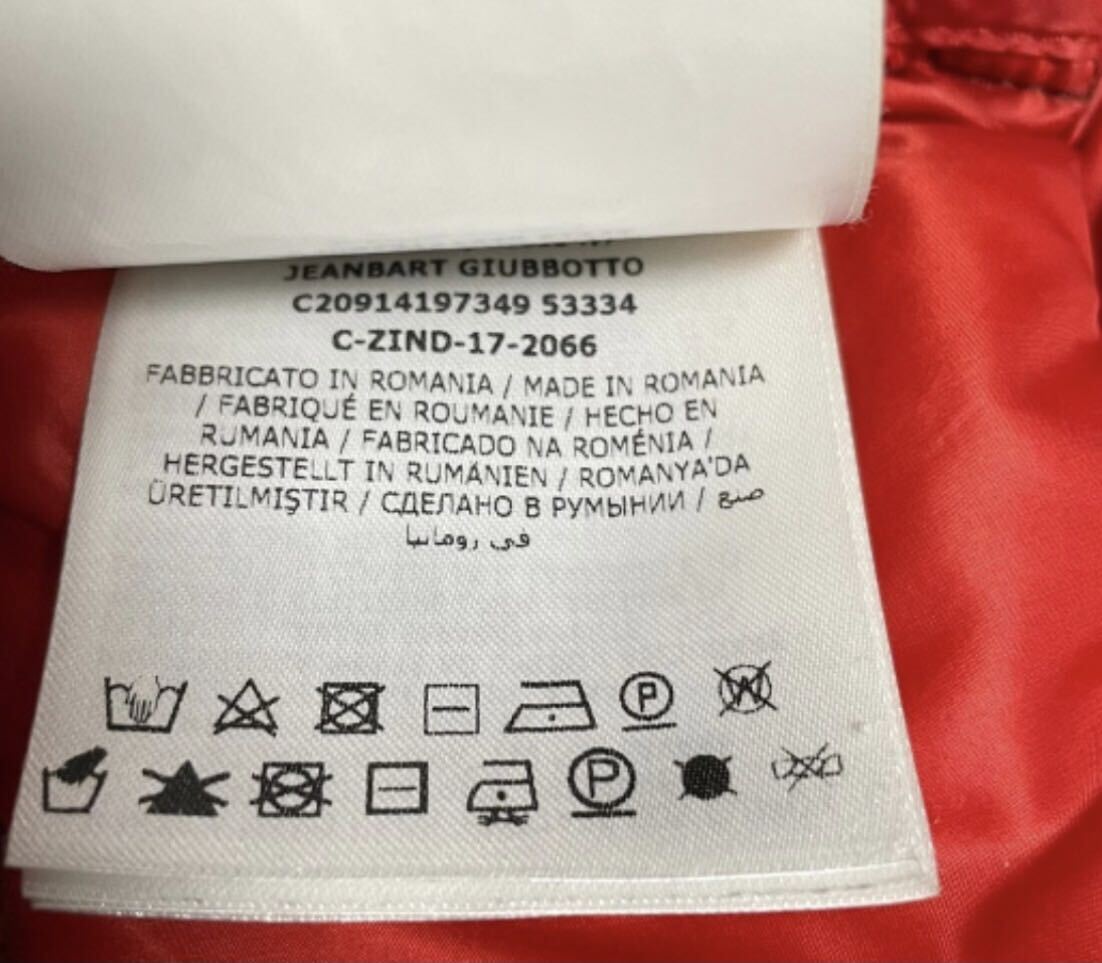 JEANBART GIUBBOTTO
C20914197349 53334
C-ZIND-17-2066
FABBRICATO IN ROMANIA / MADE IN ROMANIA
/ FABRIQUÉ EN ROUMANIE / HECHO EN
RUMANIA / FABRICADO NA ROMÉNIA /
HERGESTELLT IN RUMÄNIEN / ROMANYA'DA
ÜRETILMIŞTIR / СДЕЛАНО В РУМЫНИИ / صنع
في رومانيا
P W
P